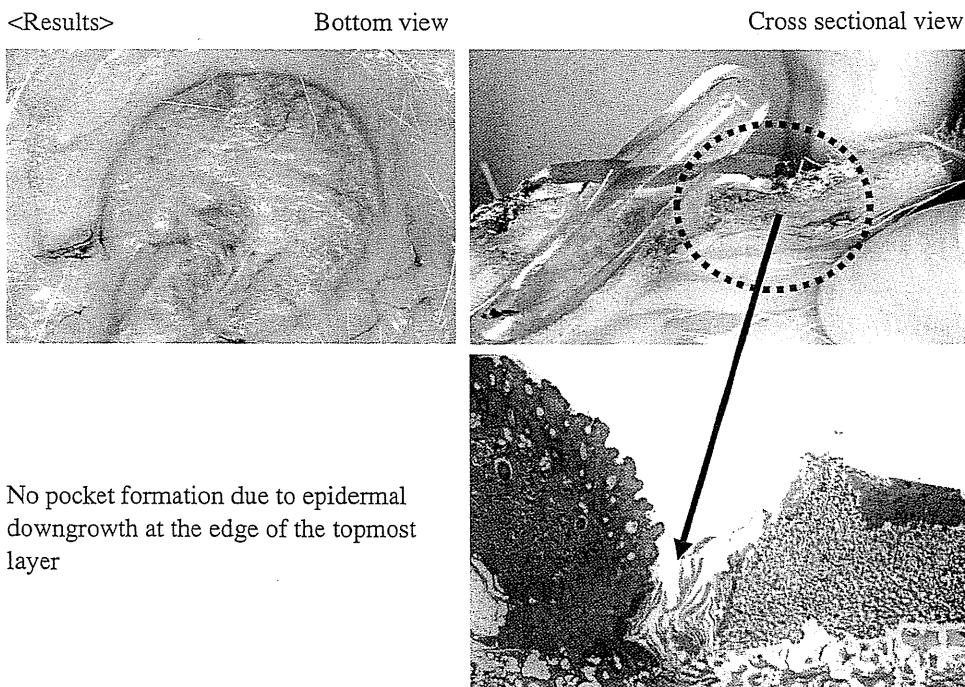 <Results>
Bottom view
Cross sectional view
No pocket formation due to epidermal
downgrowth at the edge of the topmost
layer